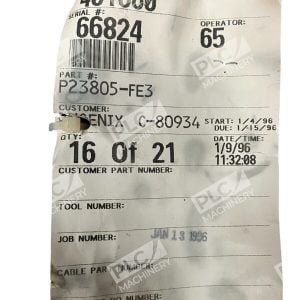 SERIAL #:
OPERATOR:
66824
65
PART #:
P23805-FE3
CUSTOMER:
C-80934
START: 1/4/96
DUE: 1/15/96
QTY:
16 Of 21
1/9/96
11:32:08
CUSTOMER PART NUMBER:
TOOL NUMBER:
JOB NUMBER:
JAN 13 1996
CABLE PART NUMBER:
PLC
MACHINERY